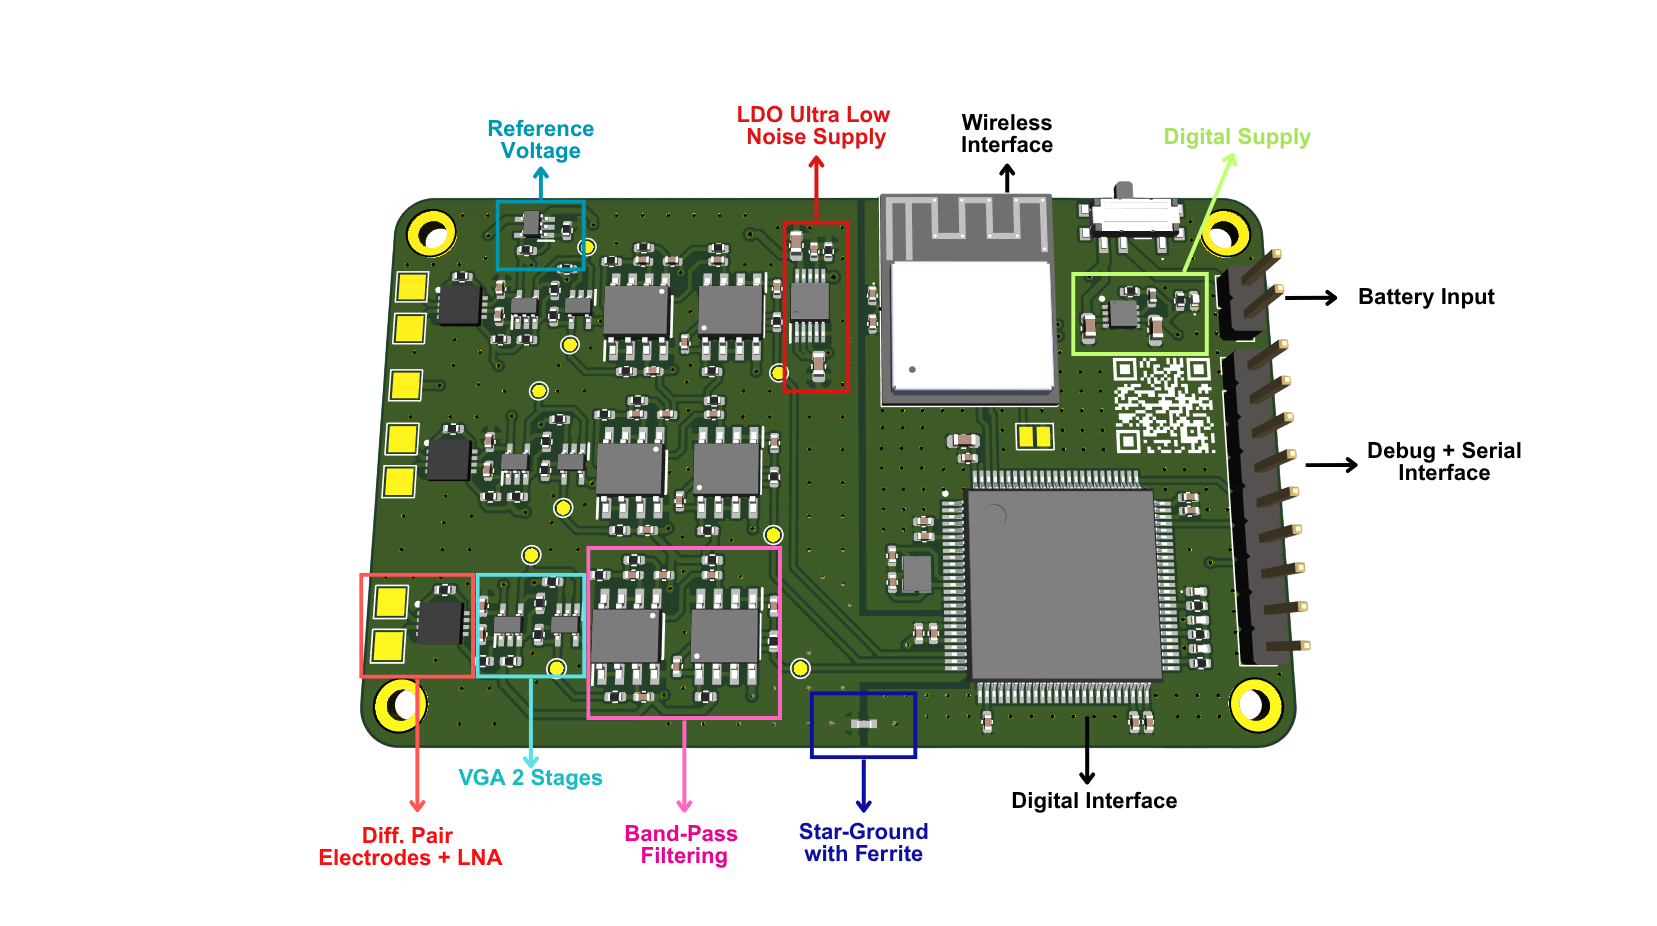 Reference
Voltage
LDO Ultra Low
Noise Supply
Wireless
Interface
Digital Supply
Battery Input
Debug + Serial
Interface
VGA 2 Stages
Diff. Pair
Electrodes + LNA
Band-Pass
Filtering
Star-Ground
with Ferrite
Digital Interface